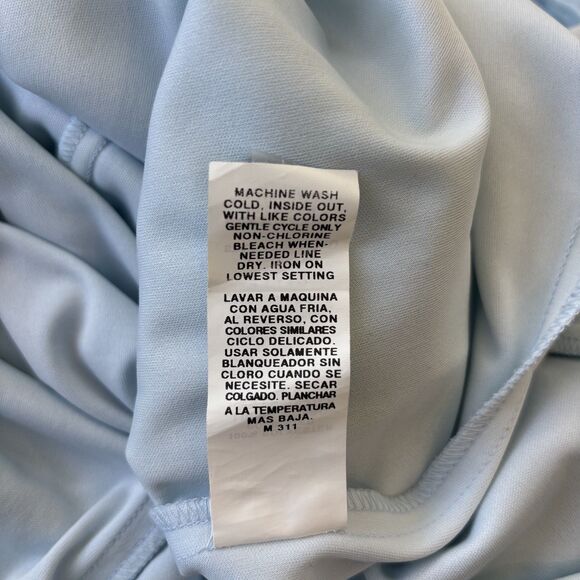 MACHINE WASH
COLD, INSIDE OUT,
WITH LIKE COLORS
GENTLE CYCLE ONLY
NON-CHLORINE
BLEACH WHEN-
NEEDED LINE
DRY. IRON ON
LOWEST SETTING
LAVAR A MAQUINA
CON AGUA FRIA,
AL REVERSO, CON
COLORES SIMILARES
CICLO DELICADO.
USAR SOLAMENTE
BLANQUEADOR SIN
CLORO CUANDO SE
NECESITE. SECAR
COLGADO. PLANCHAR
A LA TEMPERATURA
MAS BAJA.
M 311